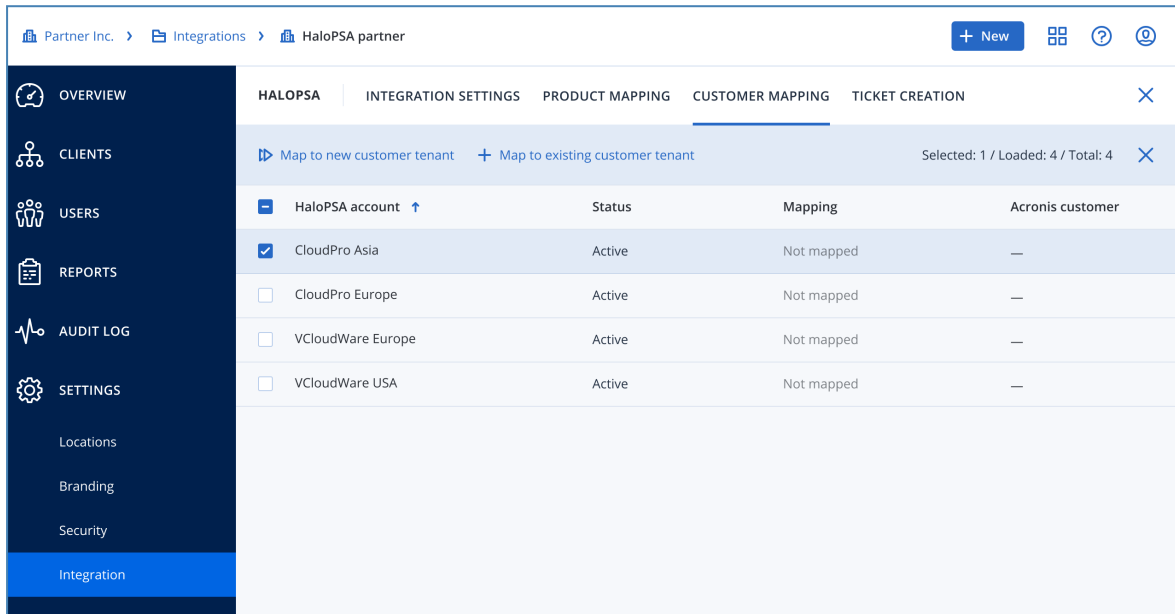 Partner Inc. > Integrations > HaloPSA partner
+ New
OVERVIEW
CLIENTS
USERS
REPORTS
AUDIT LOG
SETTINGS
Locations
Branding
Security
Integration
HALOPSA INTEGRATION SETTINGS PRODUCT MAPPING CUSTOMER MAPPING TICKET CREATION
Map to new customer tenant + Map to existing customer tenant Selected: 1 / Loaded: 4 / Total: 4
HaloPSA account ↑ Status Mapping Acronis customer
CloudPro Asia Active Not mapped —
CloudPro Europe Active Not mapped —
VCloudWare Europe Active Not mapped —
VCloudWare USA Active Not mapped —